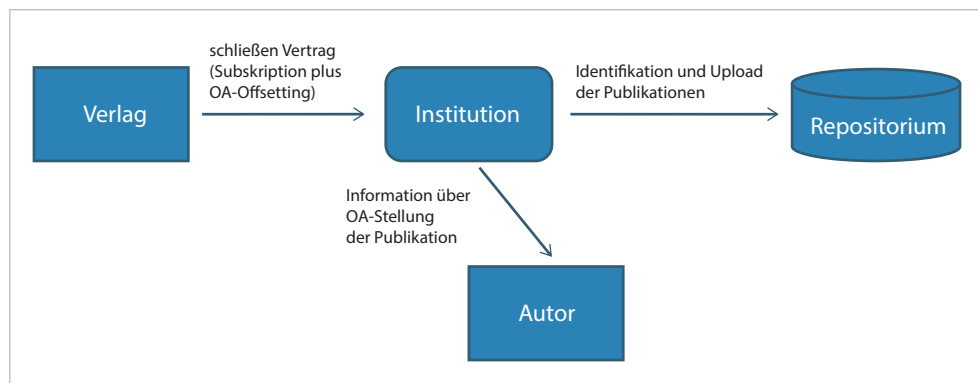 schließen Vertrag
(Subskription plus
OA-Offsetting)
Verlag
Institution
Identifikation und Upload
der Publikationen
Repositorium
Information über
OA-Stellung
der Publikation
Autor